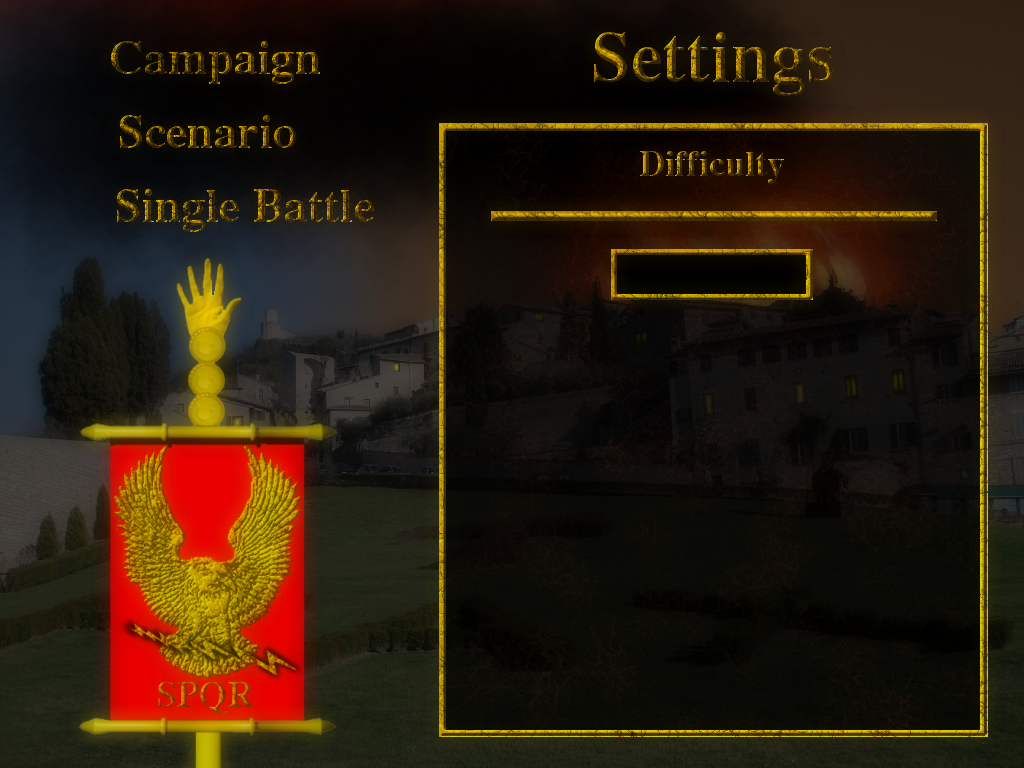 Campaign
Scenario
Single Battle
SPQR
Settings
Difficulty